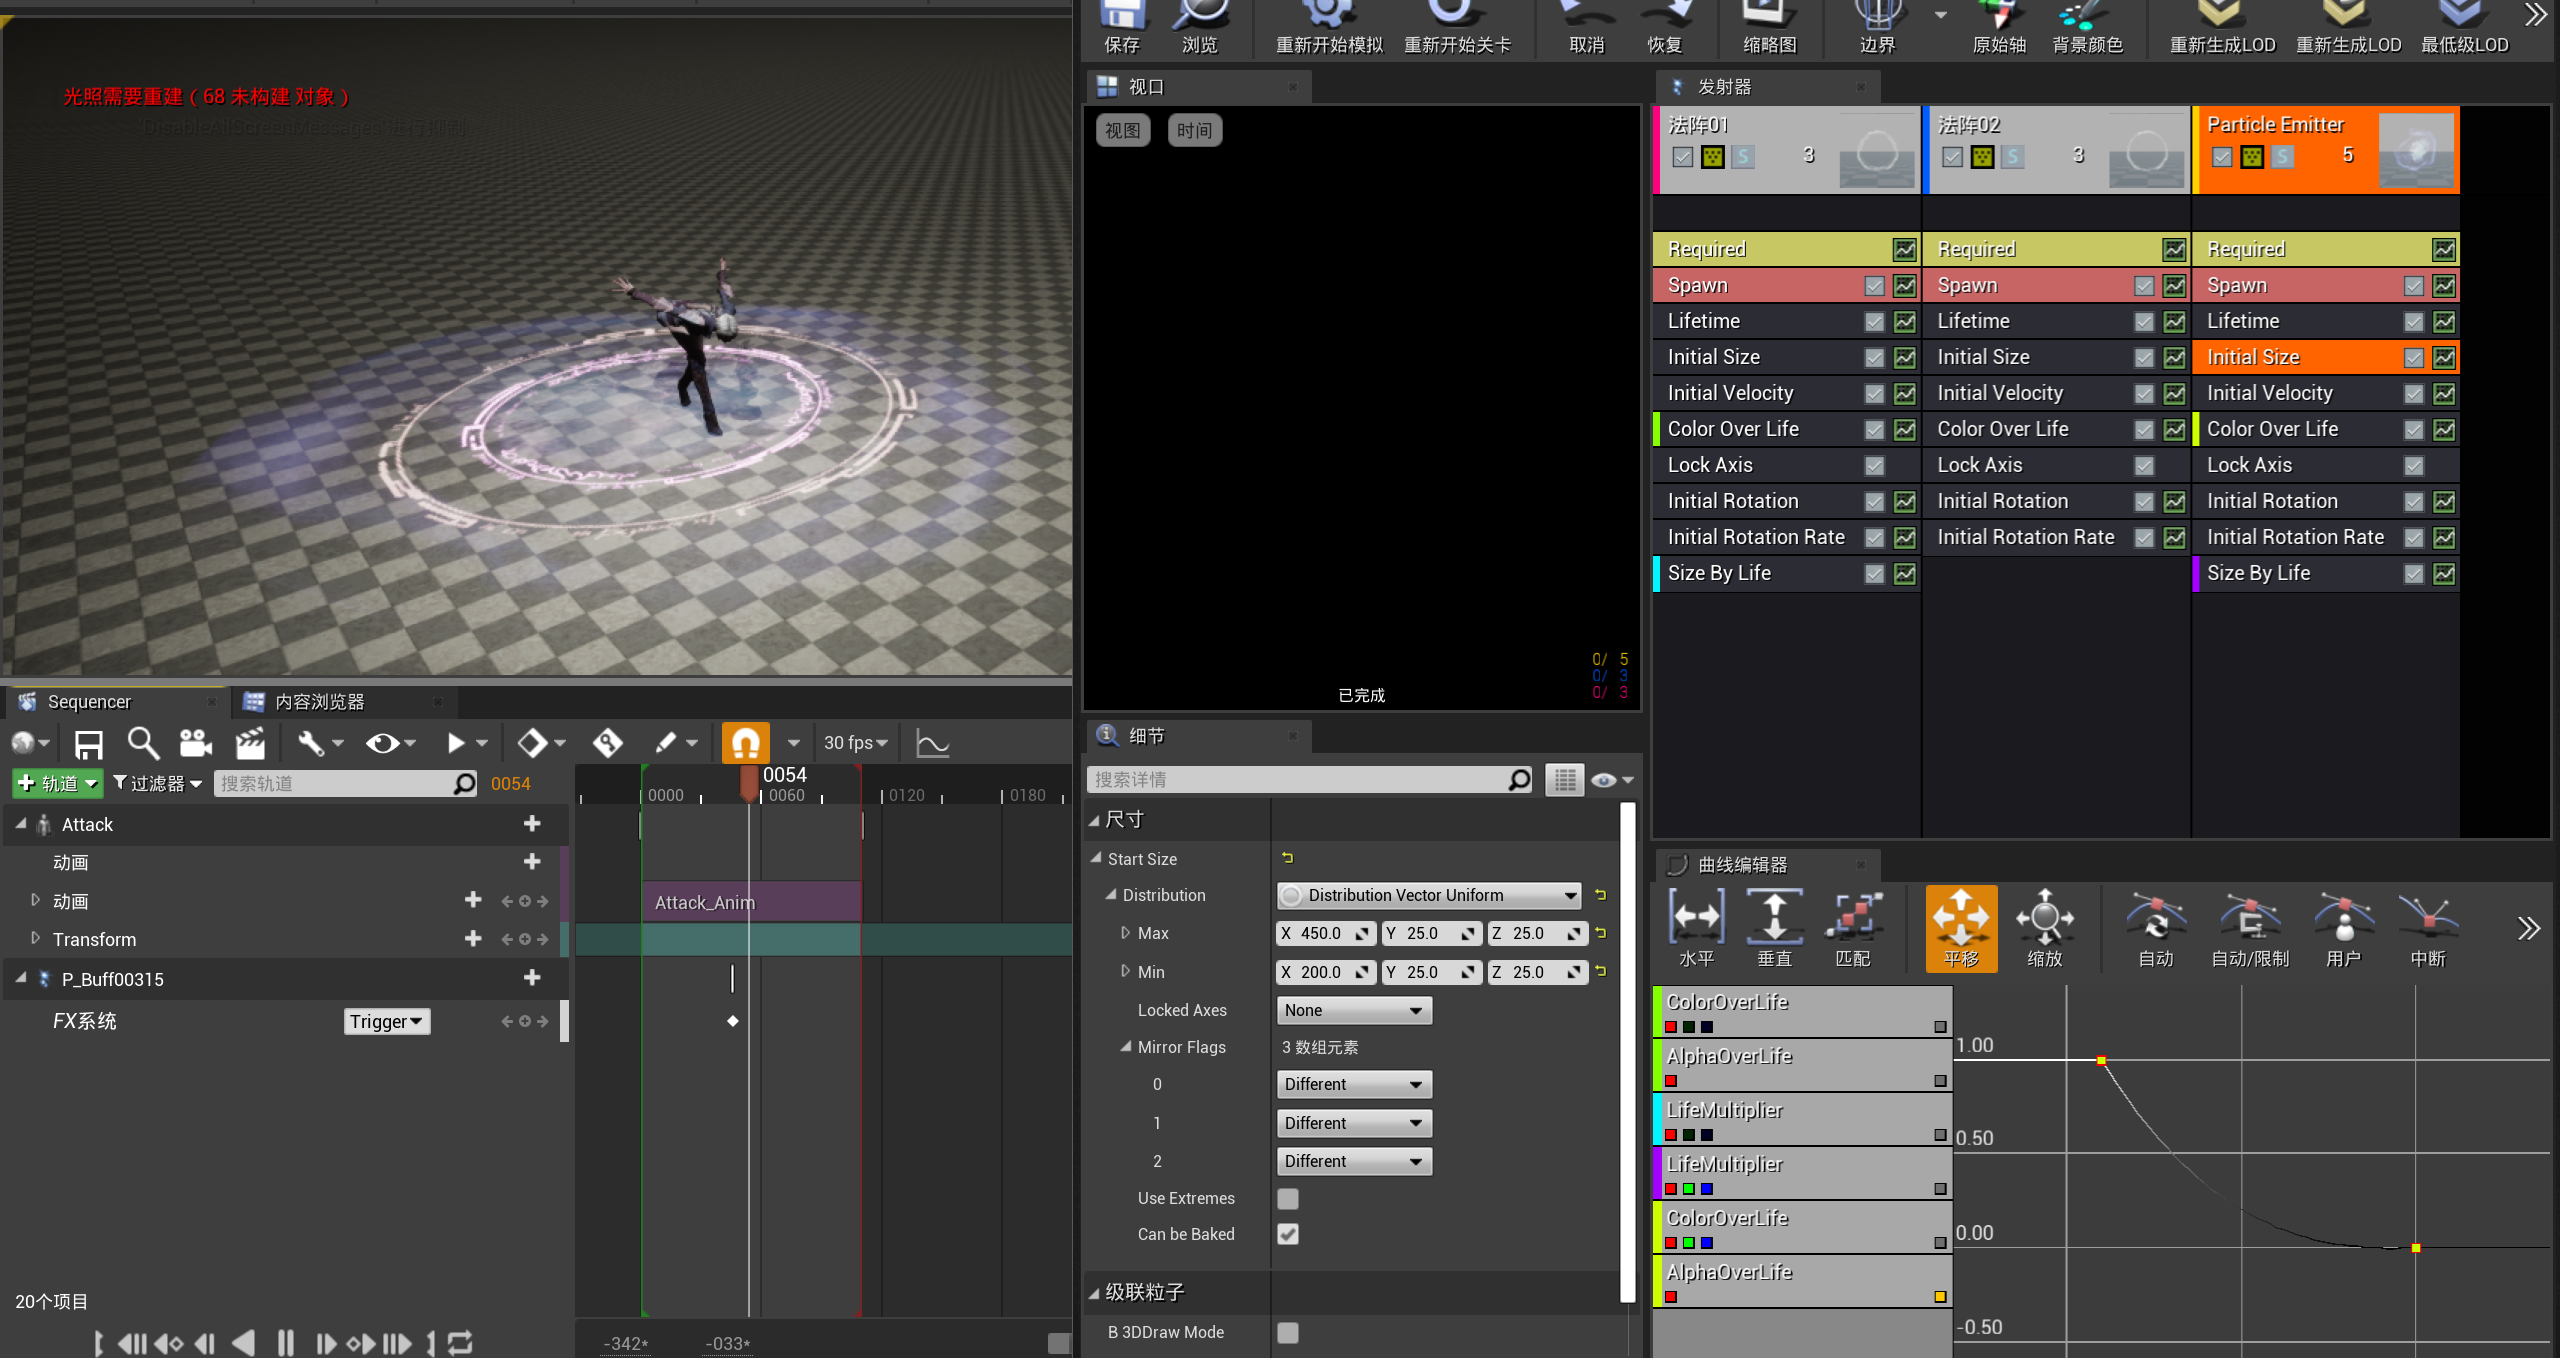 光照需要重建（68 未构建 对象）
'DisableAllScreenMessages'进行抑制
Sequencer
内容浏览器
30 fps
轨道
过滤器
搜索轨道
0054
0054
0000
0060
0120
0180
Attack
动画
动画
Attack_Anim
Transform
P_Buff00315
FX系统
Trigger
20个项目
-342*
-033*
保存
浏览
重新开始模拟
重新开始关卡
取消
恢复
缩略图
边界
原始轴
背景颜色
重新生成LOD
重新生成LOD
最低级LOD
视口
视图
时间
0/ 5
0/ 3
0/ 3
已完成
细节
搜索详情
尺寸
Start Size
Distribution
Distribution Vector Uniform
Max
X 450.0
Y 25.0
Z 25.0
Min
X 200.0
Y 25.0
Z 25.0
Locked Axes
None
Mirror Flags
3 数组元素
0
Different
1
Different
2
Different
Use Extremes
Can be Baked
级联粒子
B 3DDraw Mode
发射器
法阵01
S
3
法阵02
S
3
Particle Emitter
S
5
Required
Required
Required
Spawn
Spawn
Spawn
Lifetime
Lifetime
Lifetime
Initial Size
Initial Size
Initial Size
Initial Velocity
Initial Velocity
Initial Velocity
Color Over Life
Color Over Life
Color Over Life
Lock Axis
Lock Axis
Lock Axis
Initial Rotation
Initial Rotation
Initial Rotation
Initial Rotation Rate
Initial Rotation Rate
Initial Rotation Rate
Size By Life
Size By Life
曲线编辑器
水平
垂直
匹配
平移
缩放
自动
自动/限制
用户
中断
ColorOverLife
AlphaOverLife
LifeMultiplier
LifeMultiplier
ColorOverLife
AlphaOverLife
1.00
0.50
0.00
-0.50